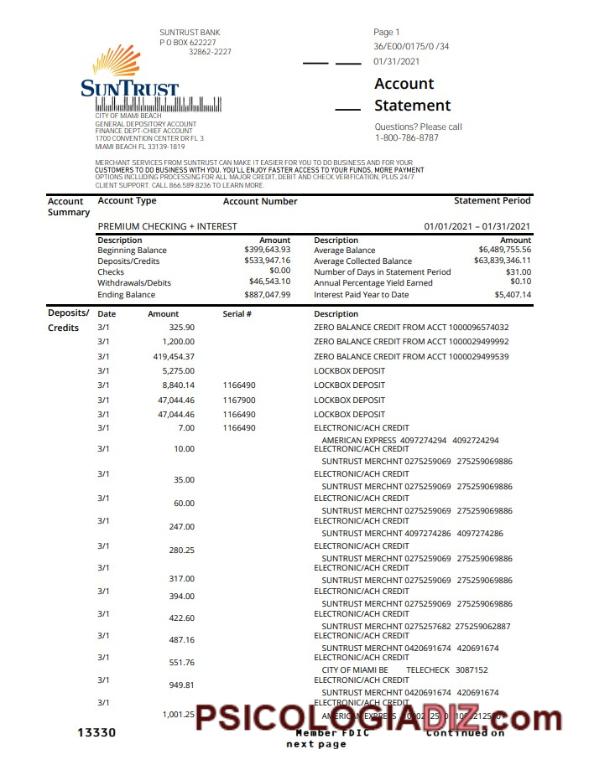 SUNTRUST BANK
P O BOX 622227
32862-2227
Page 1
36/E00/0175/0 /34
01/31/2021
Account
Statement
Questions? Please call
1-800-786-8787
SUNTRUST
CITY OF MIAMI BEACH
GENERAL DEPOSITORY ACCOUNT
FINANCE DEPT-CHIEF ACCOUNT
1700 CONVENTION CENTER DR FL 3
MIAMI BEACH FL 33139-1819
MERCHANT SERVICES FROM SUNTRUST CAN MAKE IT EASIER FOR YOU TO DO BUSINESS AND FOR YOUR
CUSTOMERS TO DO BUSINESS WITH YOU. YOU'LL ENJOY FASTER ACCESS TO YOUR FUNDS, MORE PAYMENT
OPTIONS INCLUDING PROCESSING FOR ALL MAJOR CREDIT, DEBIT AND CHECK VERIFICATION, PLUS 24/7
CLIENT SUPPORT. CALL 866.589.8236 TO LEARN MORE.
Account Account Type Account Number Statement Period
Summary
PREMIUM CHECKING + INTEREST 01/01/2021 – 01/31/2021
Description Amount Description Amount
Beginning Balance $399,643.93 Average Balance $6,489,755.56
Deposits/Credits $533,947.16 Average Collected Balance $63,839,346.11
Checks $0.00 Number of Days in Statement Period $31.00
Withdrawals/Debits $46,543.10 Annual Percentage Yield Earned $0.10
Ending Balance $887,047.99 Interest Paid Year to Date $5,407.14
Deposits/ Date Amount Serial # Description
Credits 3/1 325.90 ZERO BALANCE CREDIT FROM ACCT 1000096574032
3/1 1,200.00 ZERO BALANCE CREDIT FROM ACCT 1000029499992
3/1 419,454.37 ZERO BALANCE CREDIT FROM ACCT 1000029499539
3/1 5,275.00 LOCKBOX DEPOSIT
3/1 8,840.14 1166490 LOCKBOX DEPOSIT
3/1 47,044.46 1167900 LOCKBOX DEPOSIT
3/1 47,044.46 1166490 LOCKBOX DEPOSIT
3/1 7.00 1166490 ELECTRONIC/ACH CREDIT
AMERICAN EXPRESS 4097274294 4092724294
3/1 10.00 ELECTRONIC/ACH CREDIT
SUNTRUST MERCHNT 0275259069 275259069886
3/1 35.00 ELECTRONIC/ACH CREDIT
SUNTRUST MERCHNT 0275259069 275259069886
3/1 60.00 ELECTRONIC/ACH CREDIT
SUNTRUST MERCHNT 0275259069 275259069886
3/1 247.00 ELECTRONIC/ACH CREDIT
SUNTRUST MERCHNT 4097274286 4097274286
3/1 280.25 ELECTRONIC/ACH CREDIT
SUNTRUST MERCHNT 0275259069 275259069886
3/1 317.00 ELECTRONIC/ACH CREDIT
SUNTRUST MERCHNT 0275259069 275259069886
3/1 394.00 ELECTRONIC/ACH CREDIT
SUNTRUST MERCHNT 0275259069 275259069886
3/1 422.60 ELECTRONIC/ACH CREDIT
SUNTRUST MERCHNT 0275257682 275259062887
3/1 487.16 ELECTRONIC/ACH CREDIT
SUNTRUST MERCHNT 0420691674 420691674
3/1 551.76 ELECTRONIC/ACH CREDIT
CITY OF MIAMI BE TELECHECK 3087152
3/1 949.81 ELECTRONIC/ACH CREDIT
SUNTRUST MERCHNT 0420691674 420691674
3/1 1,001.25 ELECTRONIC/ACH CREDIT
AMERICAN EXPRESS
PSICOLOGIADIZ.com
13330 Member FDIC Continued on
next page